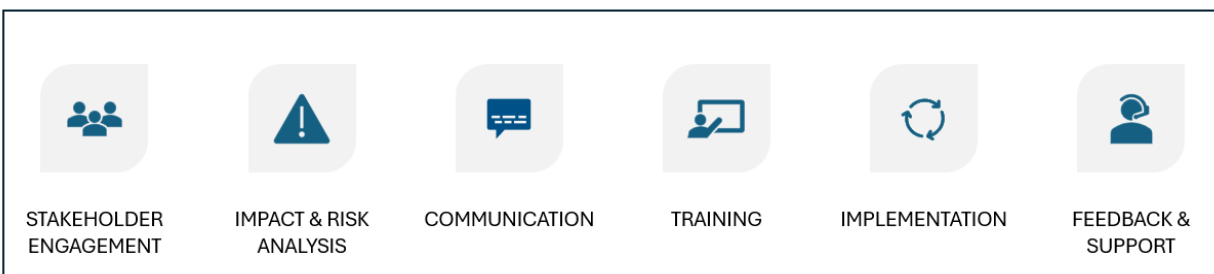 STAKEHOLDER
ENGAGEMENT
IMPACT & RISK
ANALYSIS
COMMUNICATION
TRAINING
IMPLEMENTATION
FEEDBACK &
SUPPORT